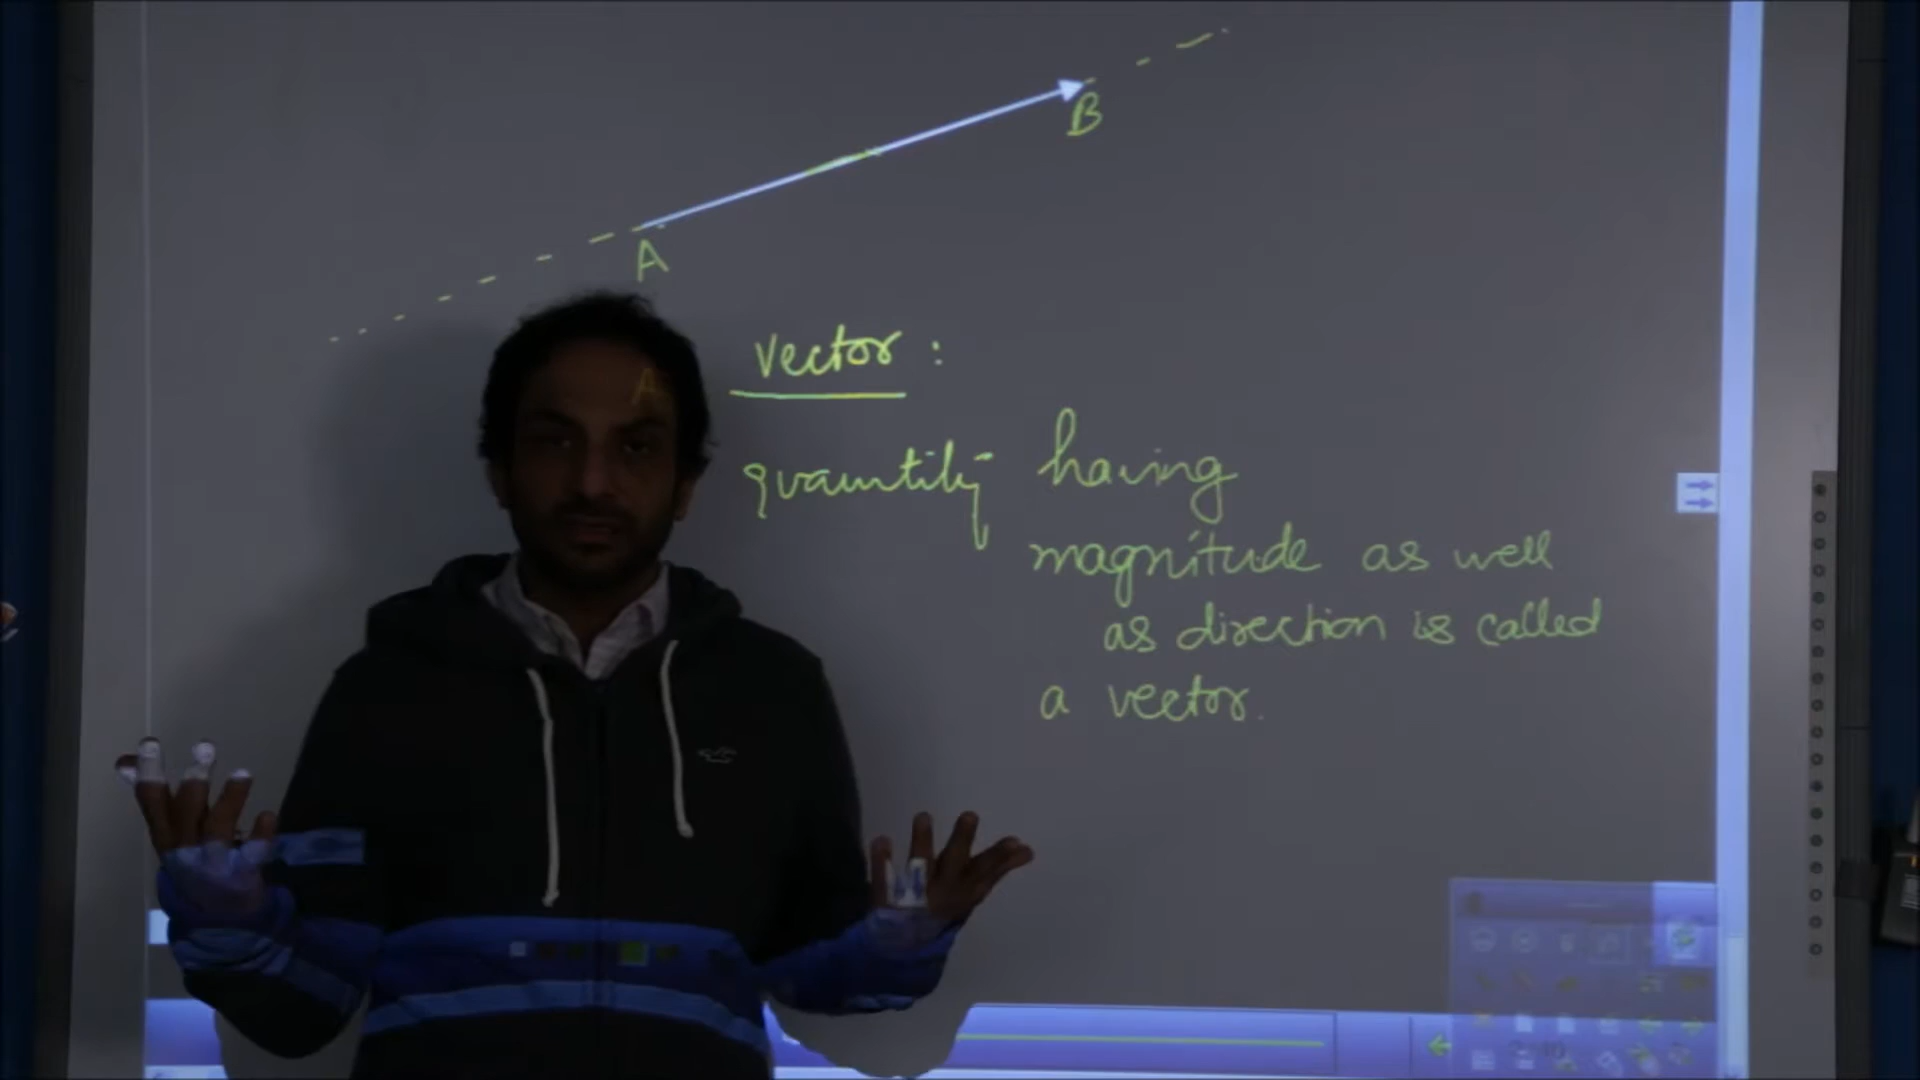 B
A
Vector :
quantity having
magnitude as well
as direction is called
a vector.